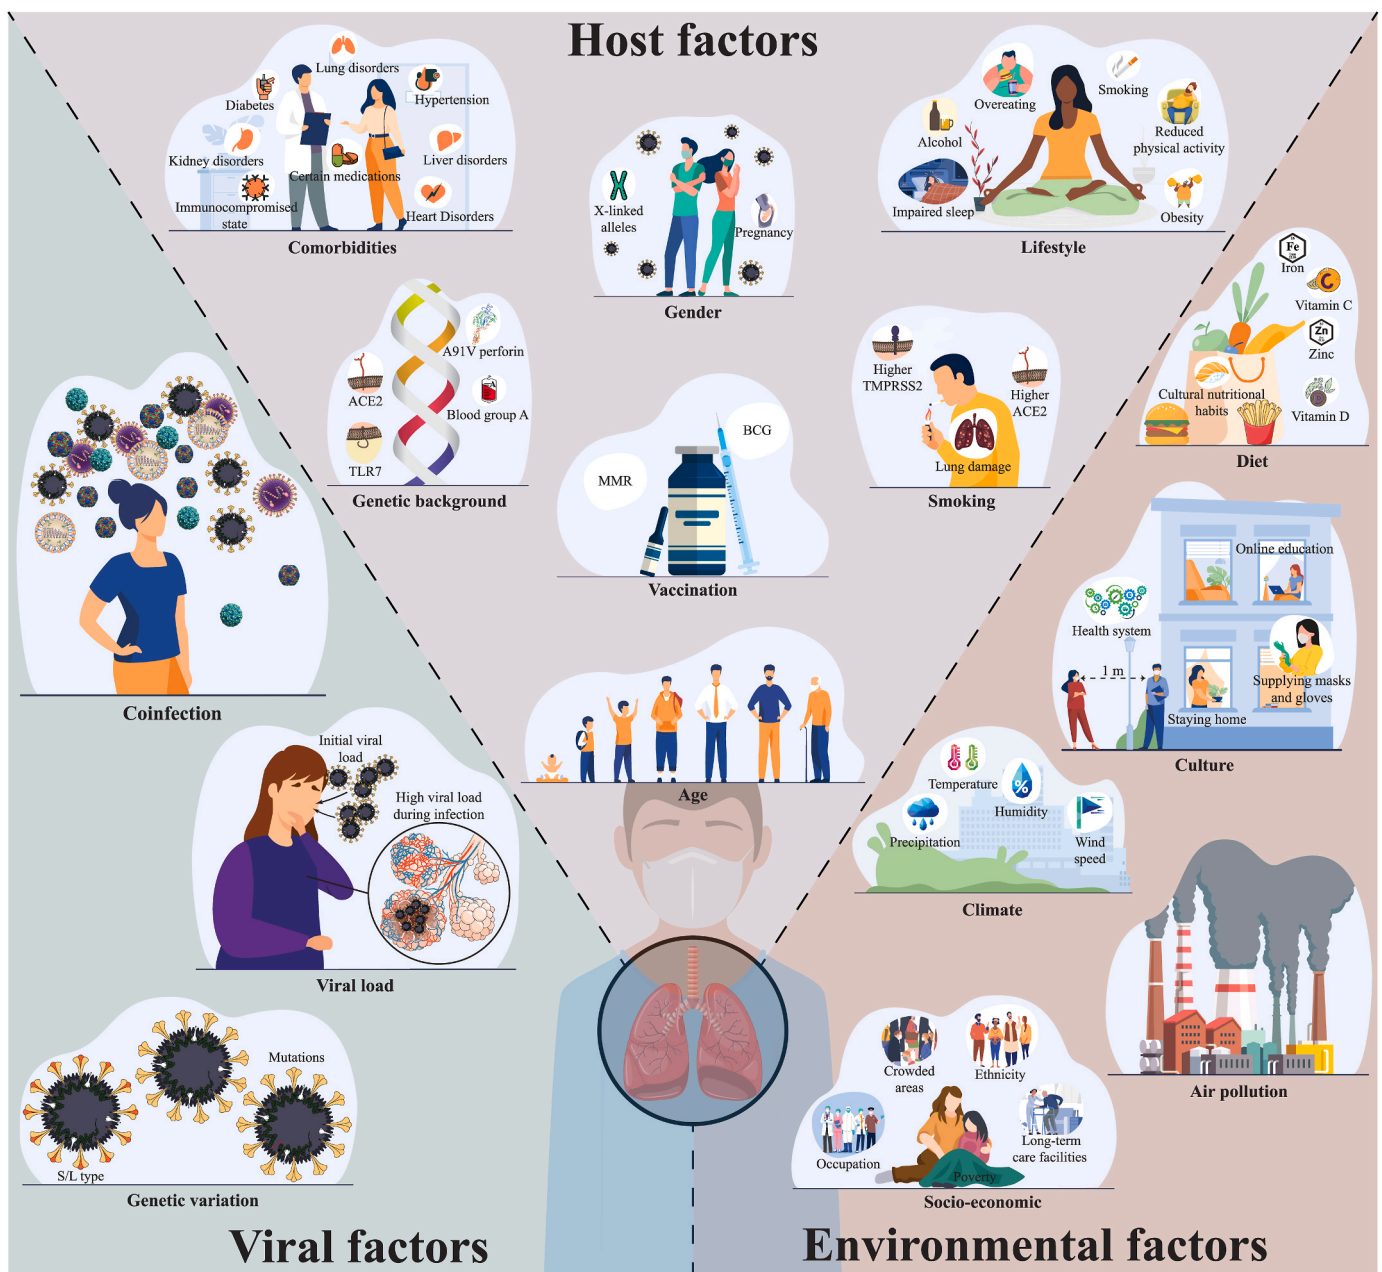 Host factors
Lung disorders
Diabetes
Hypertension
Kidney disorders
Liver disorders
Certain medications
Immunocompromised
state
Heart Disorders
Comorbidities
X-linked
alleles
Pregnancy
Gender
Overeating
Smoking
Alcohol
Reduced
physical activity
Impaired sleep
Obesity
Lifestyle
A91V perforin
ACE2
A
Blood group A
TLR7
Genetic background
MMR
BCG
Vaccination
Higher
TMPRSS2
Higher
ACE2
Lung damage
Smoking
Age
Fe
Iron
C
Vitamin C
Zn
Zinc
Cultural nutritional
habits
Vitamin D
Diet
Online education
Health system
1 m
Supplying masks
and gloves
Staying home
Culture
Temperature
%
Humidity
Precipitation
Wind
speed
Climate
Air pollution
Crowded
areas
Ethnicity
Occupation
Long-term
care facilities
Poverty
Socio-economic
Environmental factors
Coinfection
Initial viral
load
High viral load
during infection
Viral load
Mutations
S/L type
Genetic variation
Viral factors